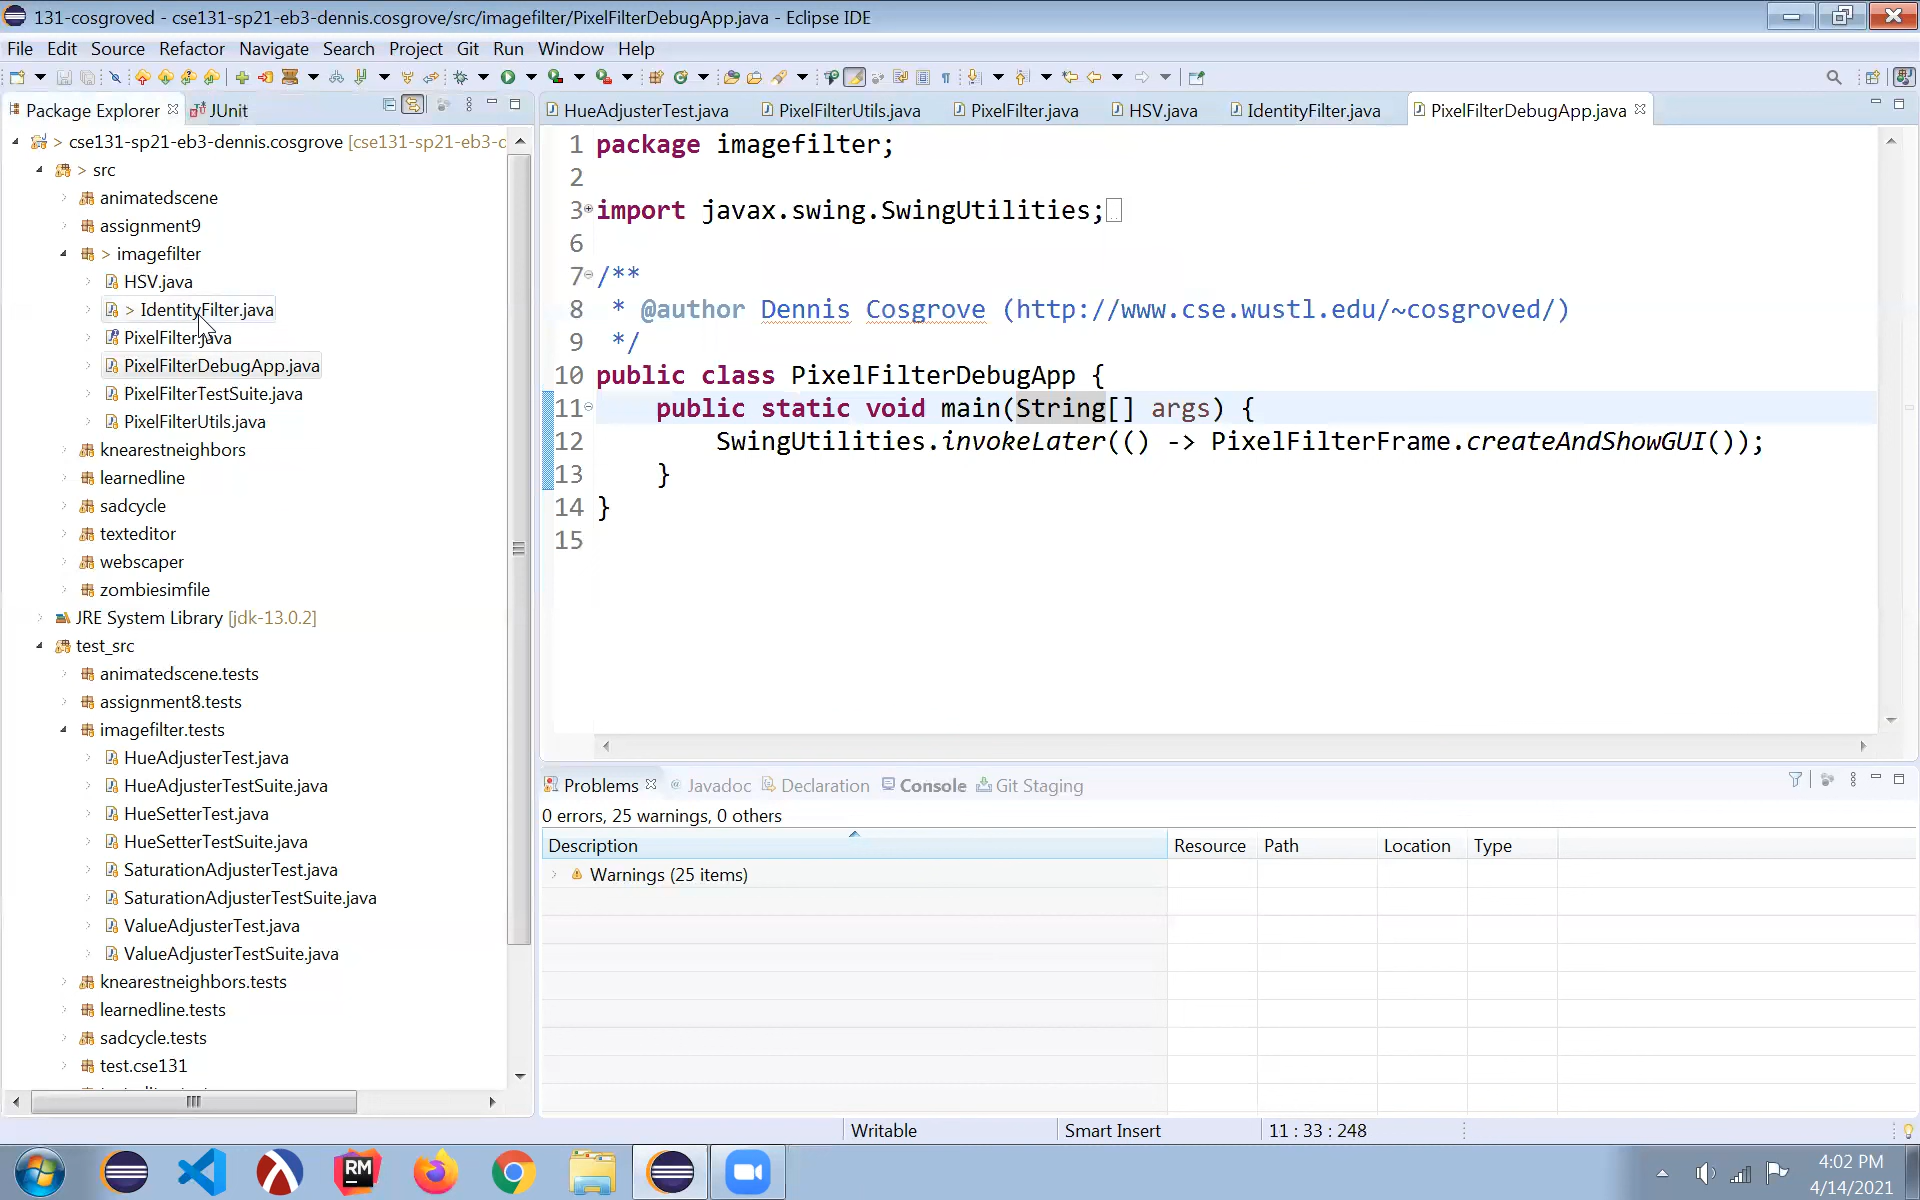 131-cosgroved - cse131-sp21-eb3-dennis.cosgrove/src/imagefilter/PixelFilterDebugApp.java - Eclipse IDE
File Edit Source Refactor Navigate Search Project Git Run Window Help
Package Explorer JUnit
HueAdjusterTest.java PixelFilterUtils.java PixelFilter.java HSV.java IdentityFilter.java PixelFilterDebugApp.java
> cse131-sp21-eb3-dennis.cosgrove [cse131-sp21-eb3-c
> src
animatedscene
assignment9
> imagefilter
HSV.java
> IdentityFilter.java
PixelFilter.java
PixelFilterDebugApp.java
PixelFilterTestSuite.java
PixelFilterUtils.java
knearestneighbors
learnedline
sadcycle
texteditor
webscaper
zombiesimfile
JRE System Library [jdk-13.0.2]
test_src
animatedscene.tests
assignment8.tests
imagefilter.tests
HueAdjusterTest.java
HueAdjusterTestSuite.java
HueSetterTest.java
HueSetterTestSuite.java
SaturationAdjusterTest.java
SaturationAdjusterTestSuite.java
ValueAdjusterTest.java
ValueAdjusterTestSuite.java
knearestneighbors.tests
learnedline.tests
sadcycle.tests
test.cse131
1 package imagefilter;
2
3 import javax.swing.SwingUtilities;
6
7 /**
8 * @author Dennis Cosgrove (http://www.cse.wustl.edu/~cosgroved/)
9 */
10 public class PixelFilterDebugApp {
11 public static void main(String[] args) {
12 SwingUtilities.invokeLater(() -> PixelFilterFrame.createAndShowGUI());
13 }
14 }
15
Problems Javadoc Declaration Console Git Staging
0 errors, 25 warnings, 0 others
Description Resource Path Location Type
Warnings (25 items)
Writable Smart Insert 11 : 33 : 248
RM
4:02 PM
4/14/2021